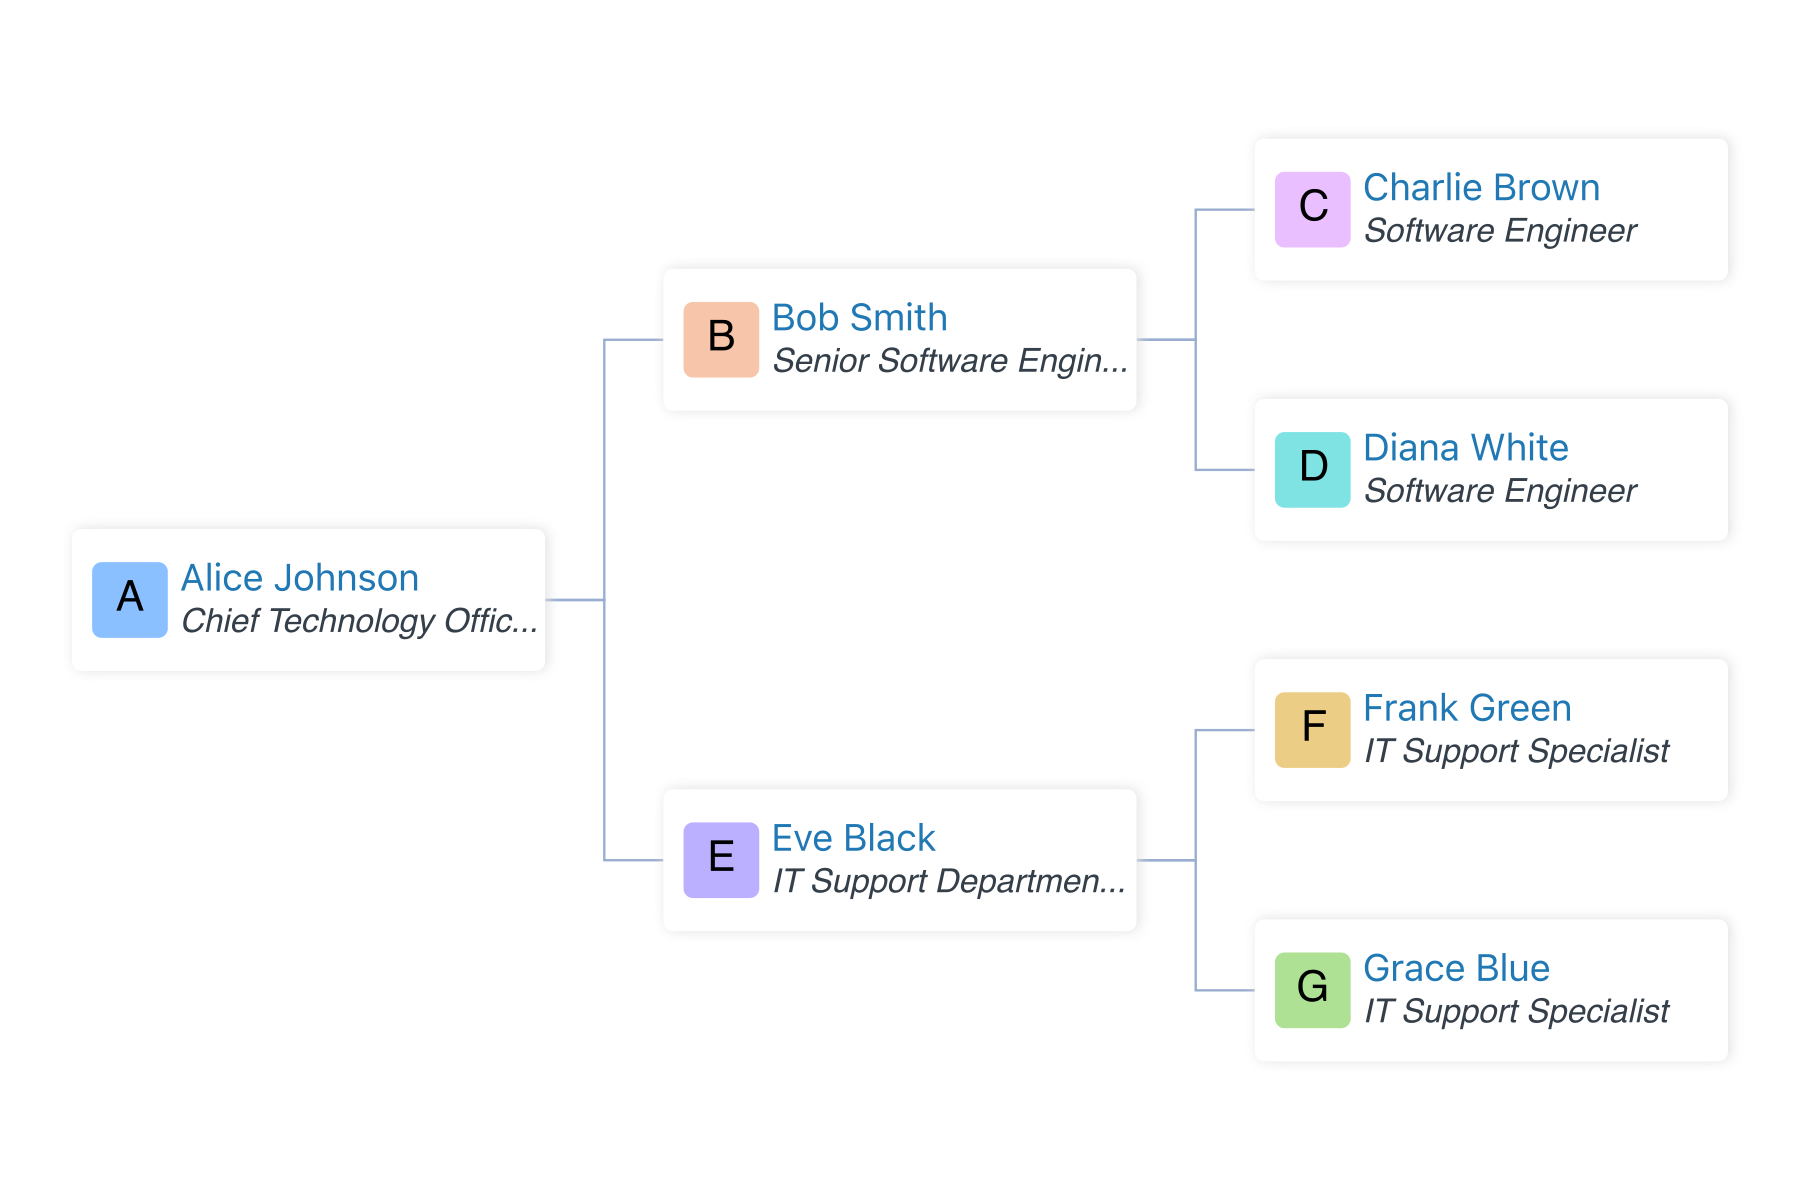 A
Alice Johnson
Chief Technology Offic...
B
Bob Smith
Senior Software Engin...
C
Charlie Brown
Software Engineer
D
Diana White
Software Engineer
E
Eve Black
IT Support Departmen...
F
Frank Green
IT Support Specialist
G
Grace Blue
IT Support Specialist